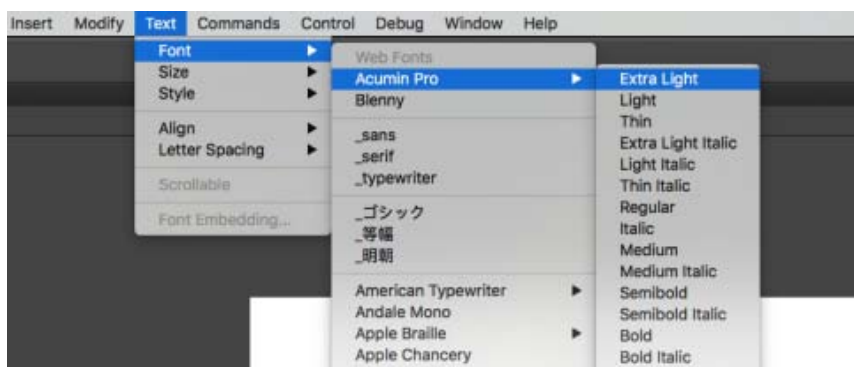 Insert Modify Text Commands Control Debug Window Help
Font
Size
Style
Align
Letter Spacing
Scrollable
Font Embedding...
Web Fonts
Acumin Pro
Blenny
_sans
_serif
_typewriter
_ゴシック
_等幅
_明朝
American Typewriter
Andale Mono
Apple Braille
Apple Chancery
Extra Light
Light
Thin
Extra Light Italic
Light Italic
Thin Italic
Regular
Italic
Medium
Medium Italic
Semibold
Semibold Italic
Bold
Bold Italic